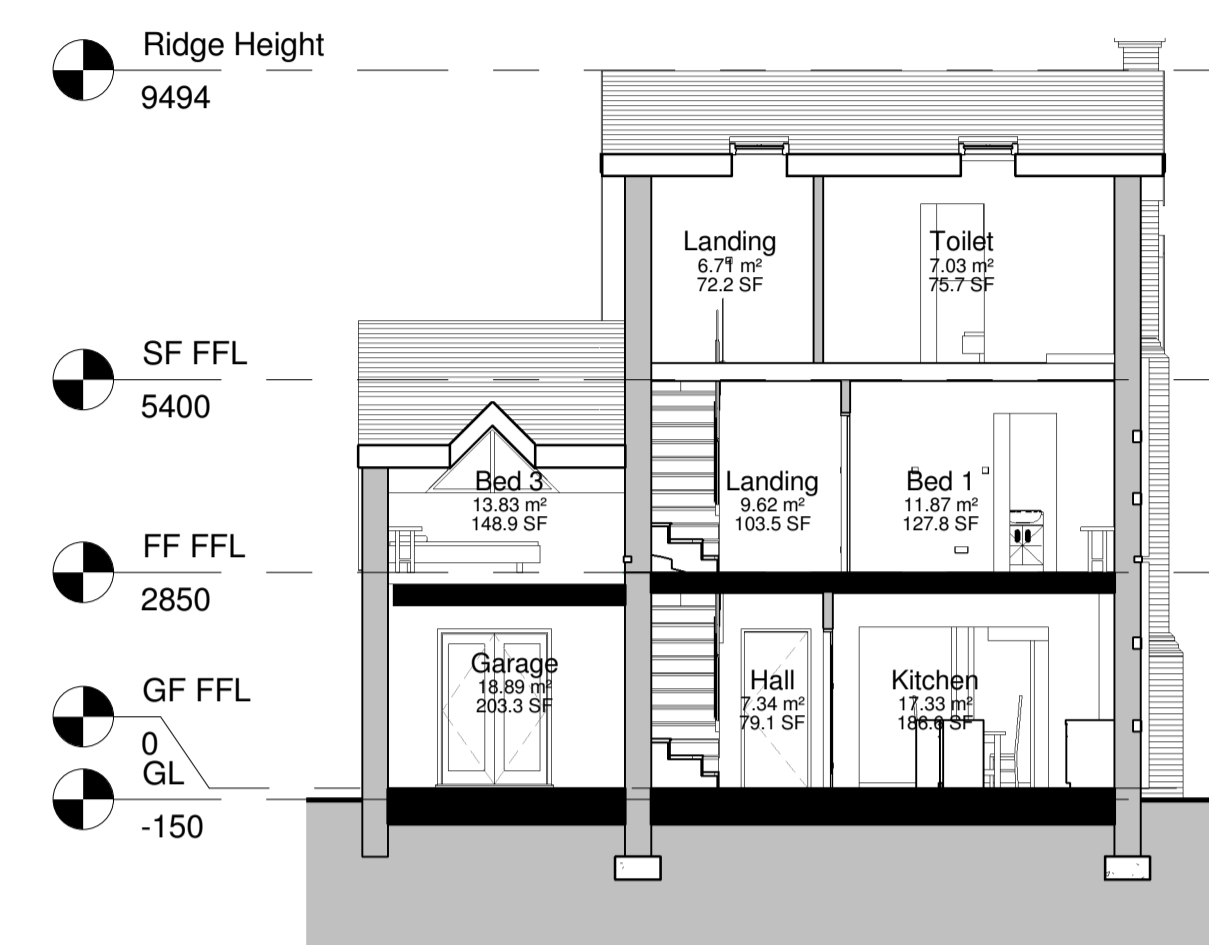 Ridge Height
9494
Landing
6.71 m²
72.2 SF
Toilet
7.03 m²
75.7 SF
SF FFL
5400
Bed 3
13.83 m²
148.9 SF
Landing
9.62 m²
103.5 SF
Bed 1
11.87 m²
127.8 SF
FF FFL
2850
Garage
18.89 m²
203.3 SF
Hall
7.34 m²
79.1 SF
Kitchen
17.33 m²
186.6 SF
GF FFL
0
GL
-150